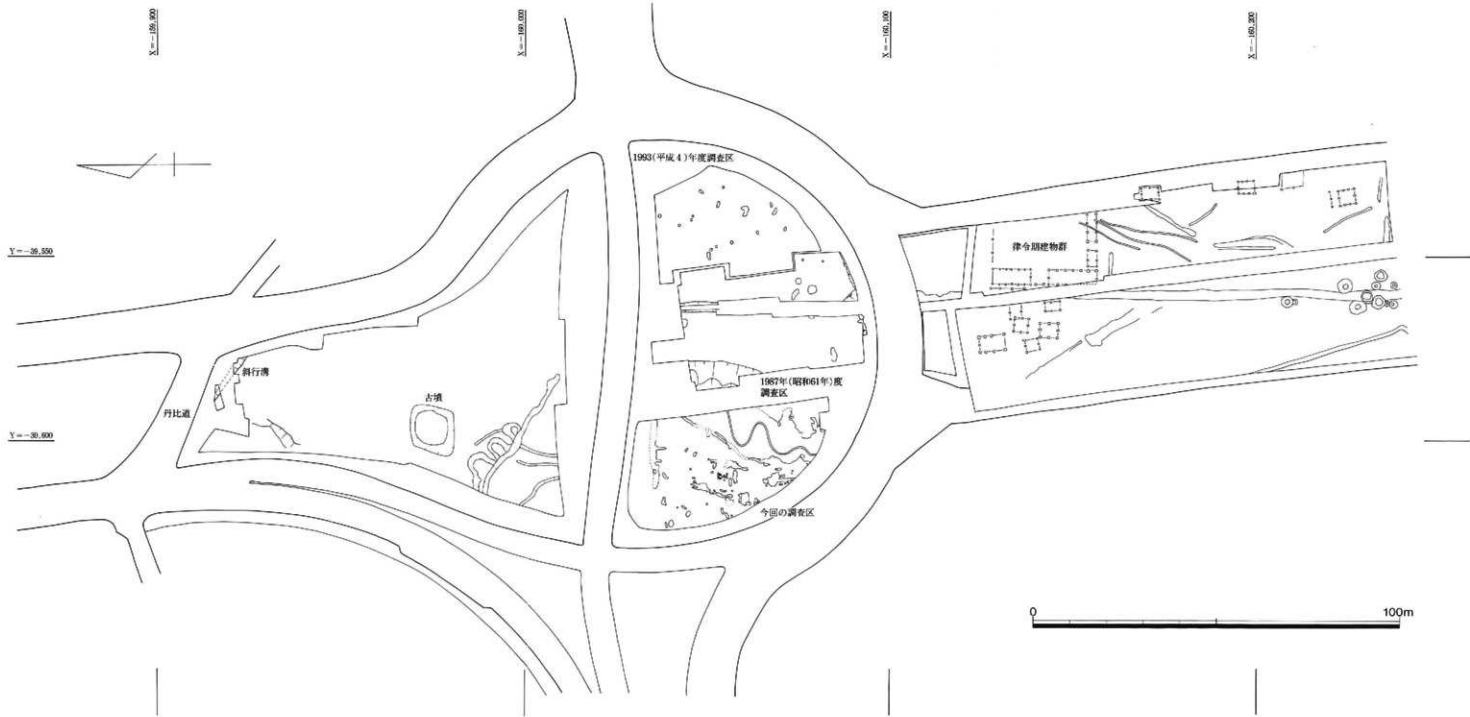 X=-159,900
X=-160,000
X=-160,100
X=-160,200
1993(平成4)年度調査区
Y=-39,550
律令期建物群
斜行溝
1987年(昭和61年)度
調査区
古墳
丹比道
Y=-39,600
今回の調査区
0
100m